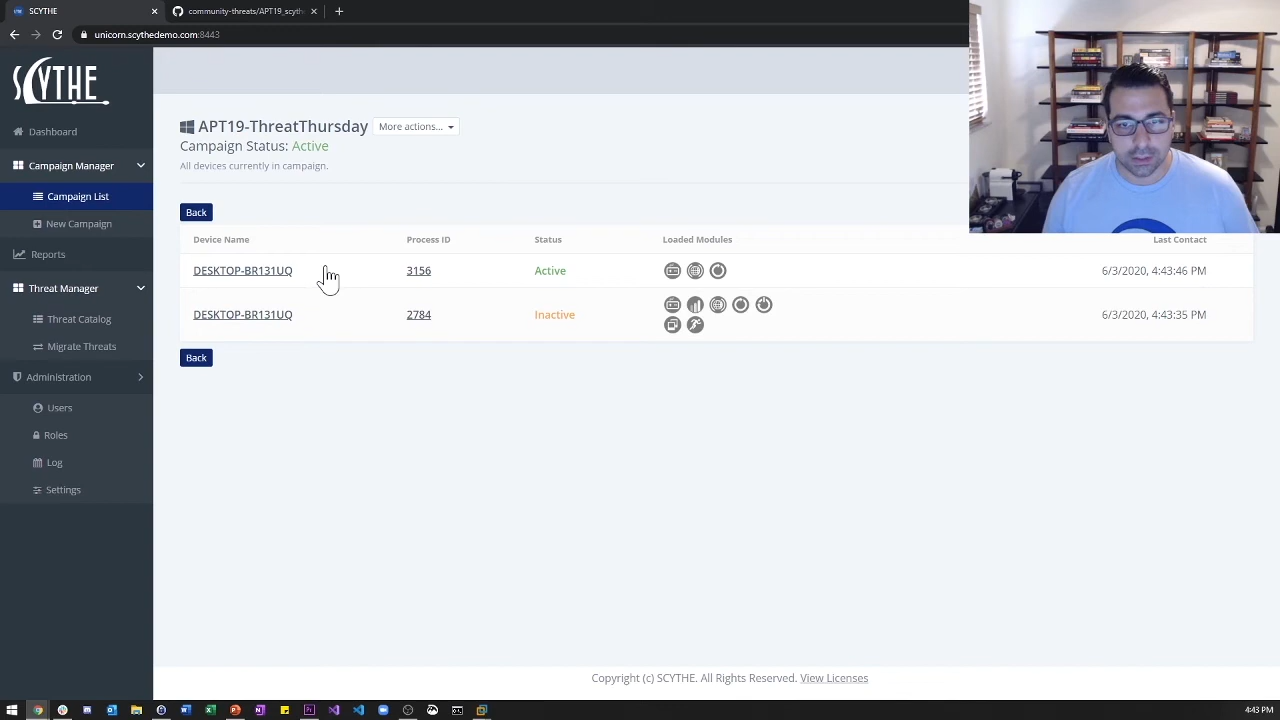 SCYTHE
community-threats/APT19_scyth
unicorn.scythedemo.com:8443
SCYTHE
Dashboard
Campaign Manager
Campaign List
New Campaign
Reports
Threat Manager
Threat Catalog
Migrate Threats
Administration
Users
Roles
Log
Settings
APT19-ThreatThursday More actions...
Campaign Status: Active
All devices currently in campaign.
Back
Device Name Process ID Status Loaded Modules Last Contact
DESKTOP-BR131UQ 3156 Active 6/3/2020, 4:43:46 PM
DESKTOP-BR131UQ 2784 Inactive 6/3/2020, 4:43:35 PM
Back
Copyright (c) SCYTHE. All Rights Reserved. View Licenses
4:43 PM